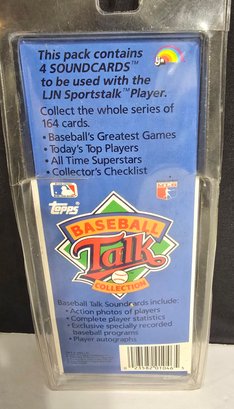 This pack contains
4 SOUNDCARDS™
to be used with the
LJN Sportstalk™ Player.
Collect the whole series of
164 cards.
• Baseball's Greatest Games
• Today's Top Players
• All Time Superstars
• Collector's Checklist
Topps
BASEBALL
Talk
COLLECTION
Baseball Talk Soundcards include:
• Action photos of players
• Complete player statistics
• Exclusive specially recorded
baseball programs
• Player autographs